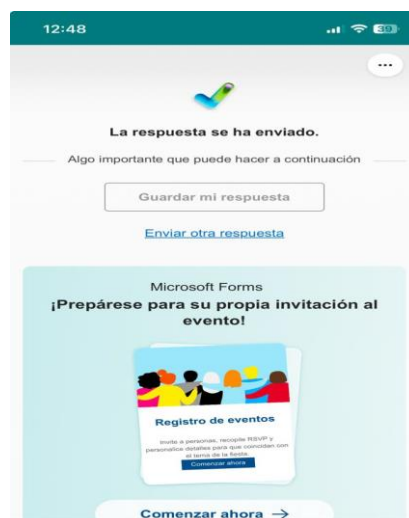 12:48
39
La respuesta se ha enviado.
Algo importante que puede hacer a continuación
Guardar mi respuesta
Enviar otra respuesta
Microsoft Forms
¡Prepárese para su propia invitación al
evento!
Registro de eventos
Invite a personas, recopile RSVP y
personalice detalles para que coincidan con
el tema de la fiesta.
Comenzar ahora
Comenzar ahora →